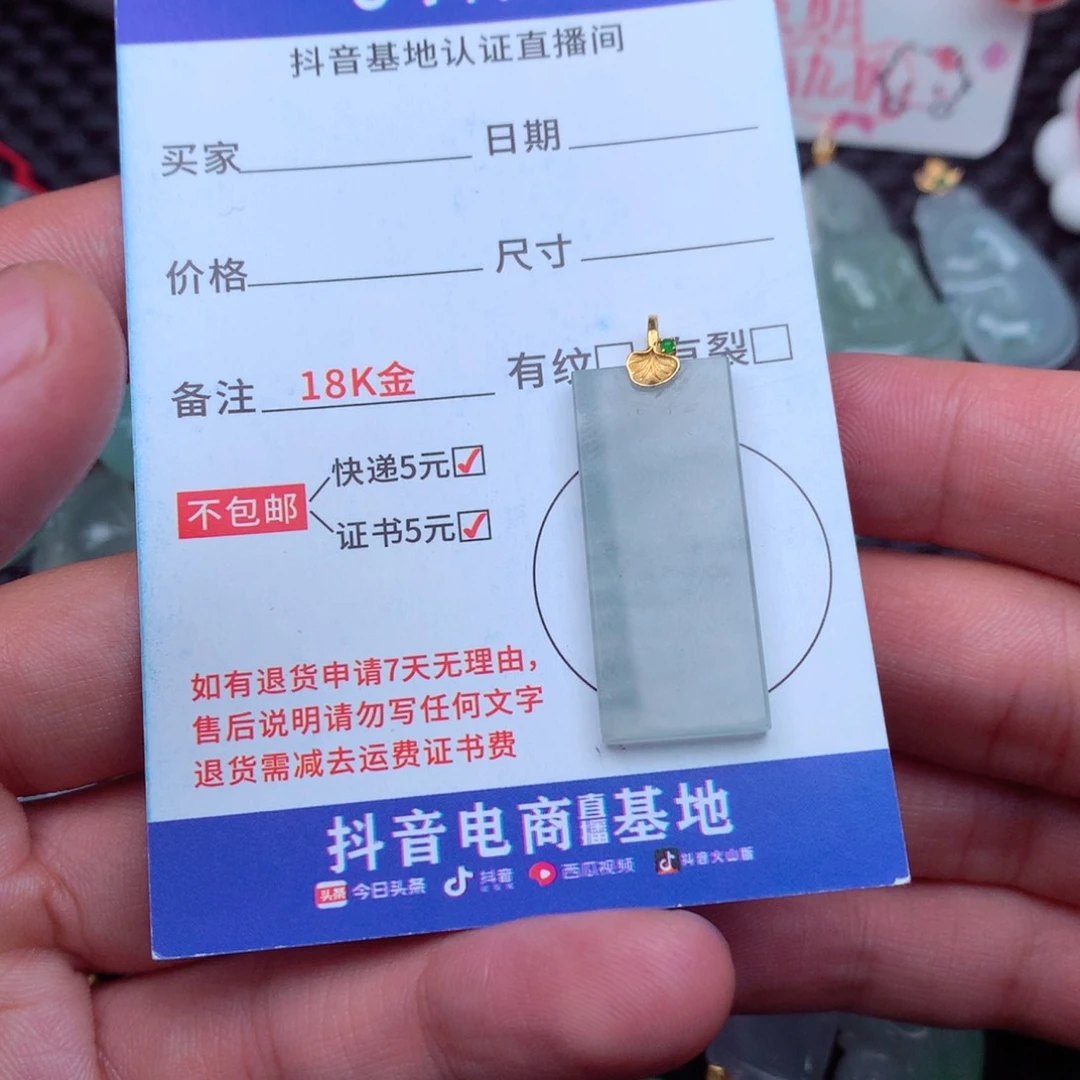 抖音基地认证直播间
买家 日期
价格 尺寸
备注 18K金 有纹 裂
不包邮
快递5元
证书5元
如有退货申请7天无理由，
售后说明请勿写任何文字
退货需减去运费证书费
抖音电商直播基地
头条 今日头条 抖音 西瓜视频 抖音火山版